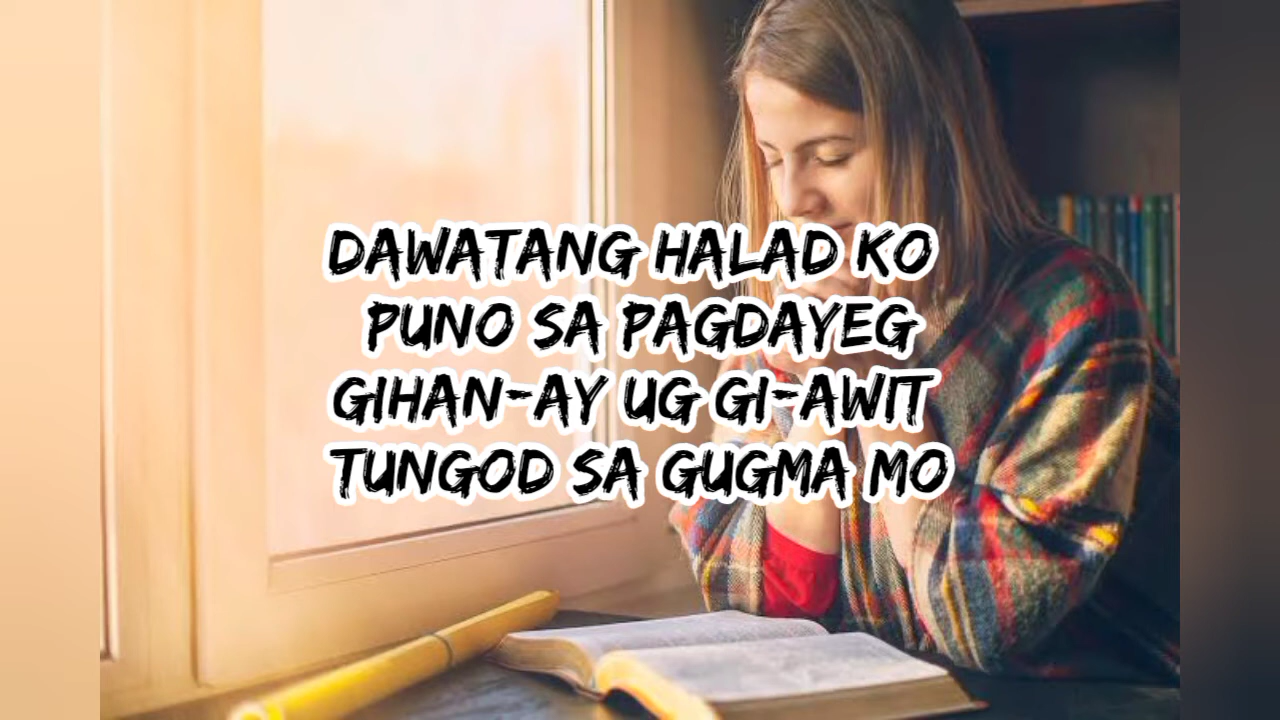 DAWATANG HALAD KO
PUNO SA PAGDAYEG
GIHAN-AY UG GI-AWIT
TUNGOD SA GUGMA MO